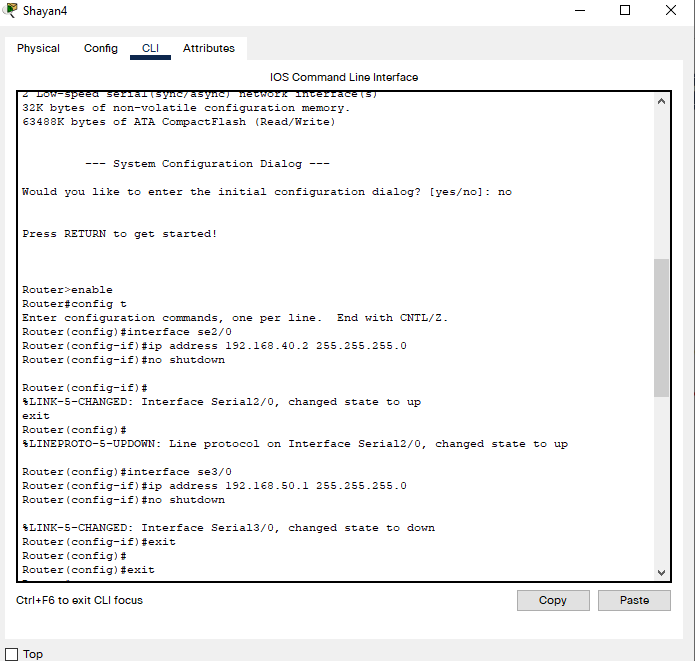 Shayan4
Physical Config CLI Attributes
IOS Command Line Interface
2 Low-speed serial(sync/async) network interface(s)
32K bytes of non-volatile configuration memory.
63488K bytes of ATA CompactFlash (Read/Write)
--- System Configuration Dialog ---
Would you like to enter the initial configuration dialog? [yes/no]: no
Press RETURN to get started!
Router>enable
Router#config t
Enter configuration commands, one per line.  End with CNTL/Z.
Router(config)#interface se2/0
Router(config-if)#ip address 192.168.40.2 255.255.255.0
Router(config-if)#no shutdown
Router(config-if)#
%LINK-5-CHANGED: Interface Serial2/0, changed state to up
exit
Router(config)#
%LINEPROTO-5-UPDOWN: Line protocol on Interface Serial2/0, changed state to up
Router(config)#interface se3/0
Router(config-if)#ip address 192.168.50.1 255.255.255.0
Router(config-if)#no shutdown
%LINK-5-CHANGED: Interface Serial3/0, changed state to down
Router(config-if)#exit
Router(config)#
Router(config)#exit
Ctrl+F6 to exit CLI focus
Copy Paste
Top